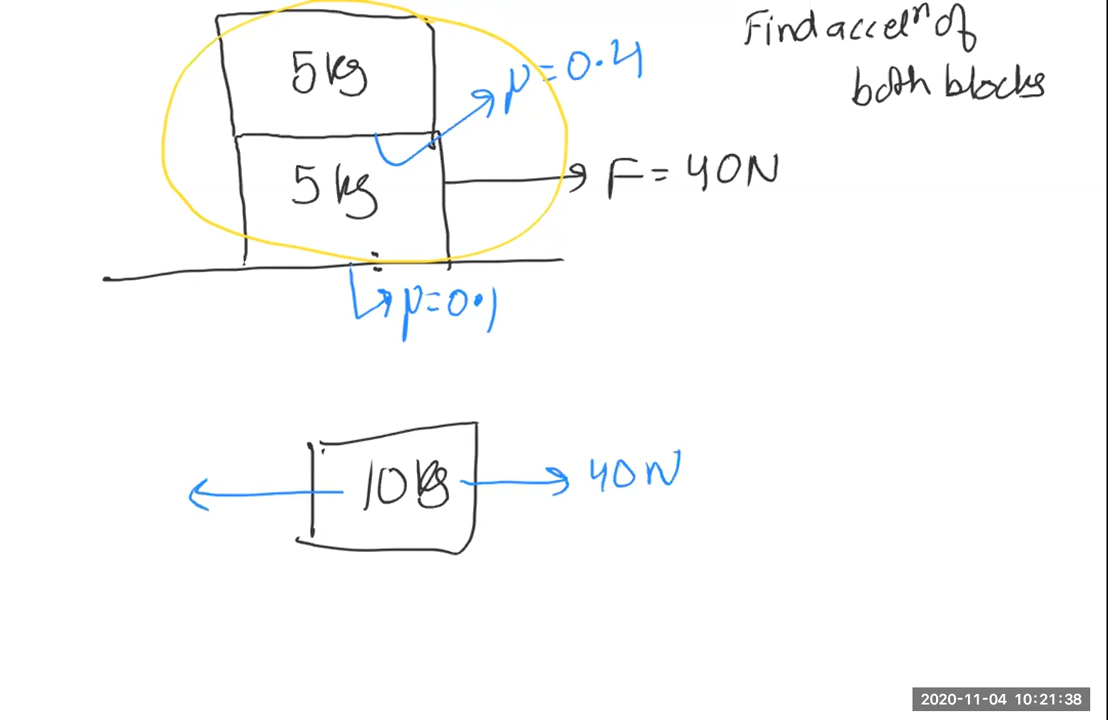 Find accelⁿ of
both blocks
5kg
μ=0.4
5kg
F = 40N
μ=0.1
10kg
40N
2020-11-04 10:21:38